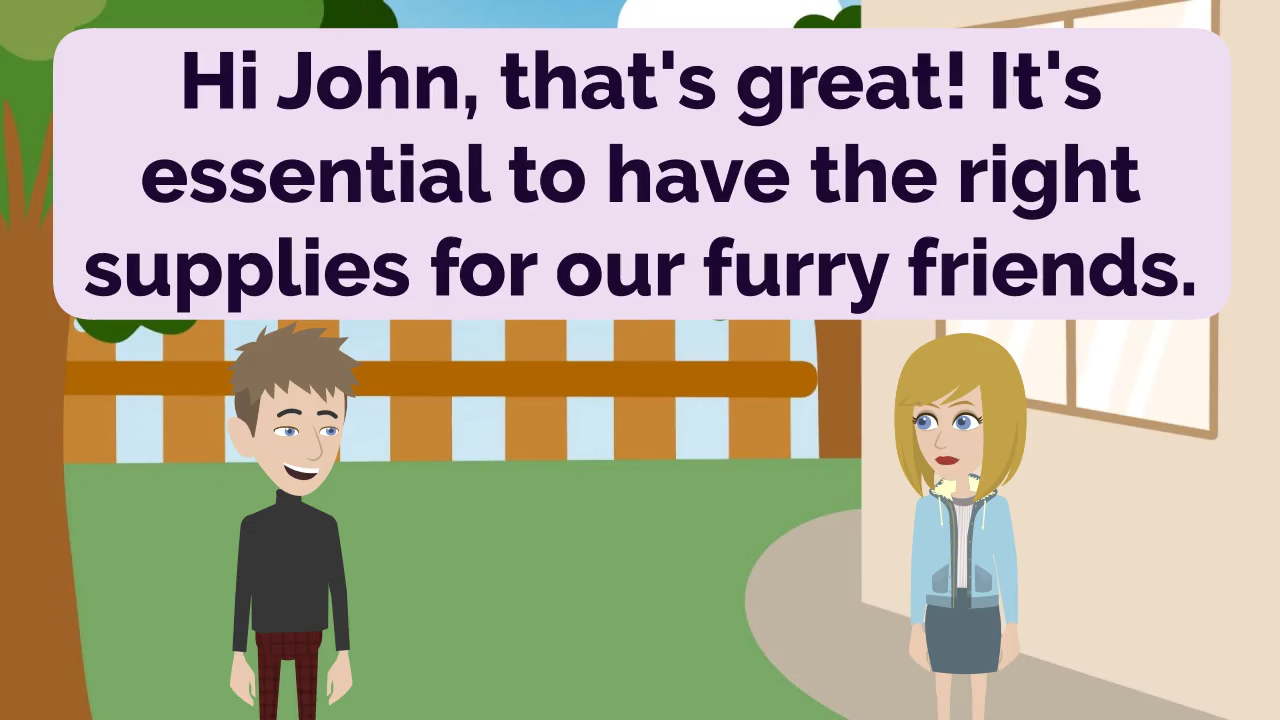 Hi John, that's great! It's
essential to have the right
supplies for our furry friends.